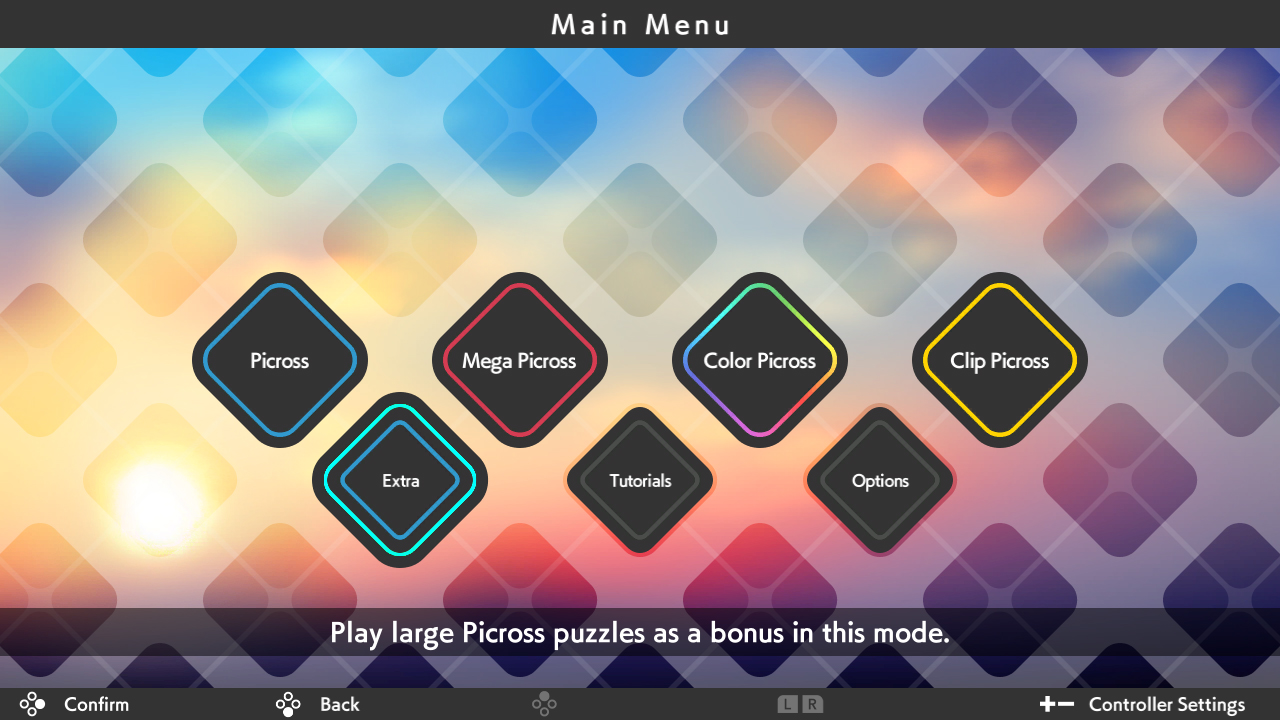 Main Menu
Picross
Mega Picross
Color Picross
Clip Picross
Extra
Tutorials
Options
Play large Picross puzzles as a bonus in this mode.
Confirm
Back
L R
Controller Settings